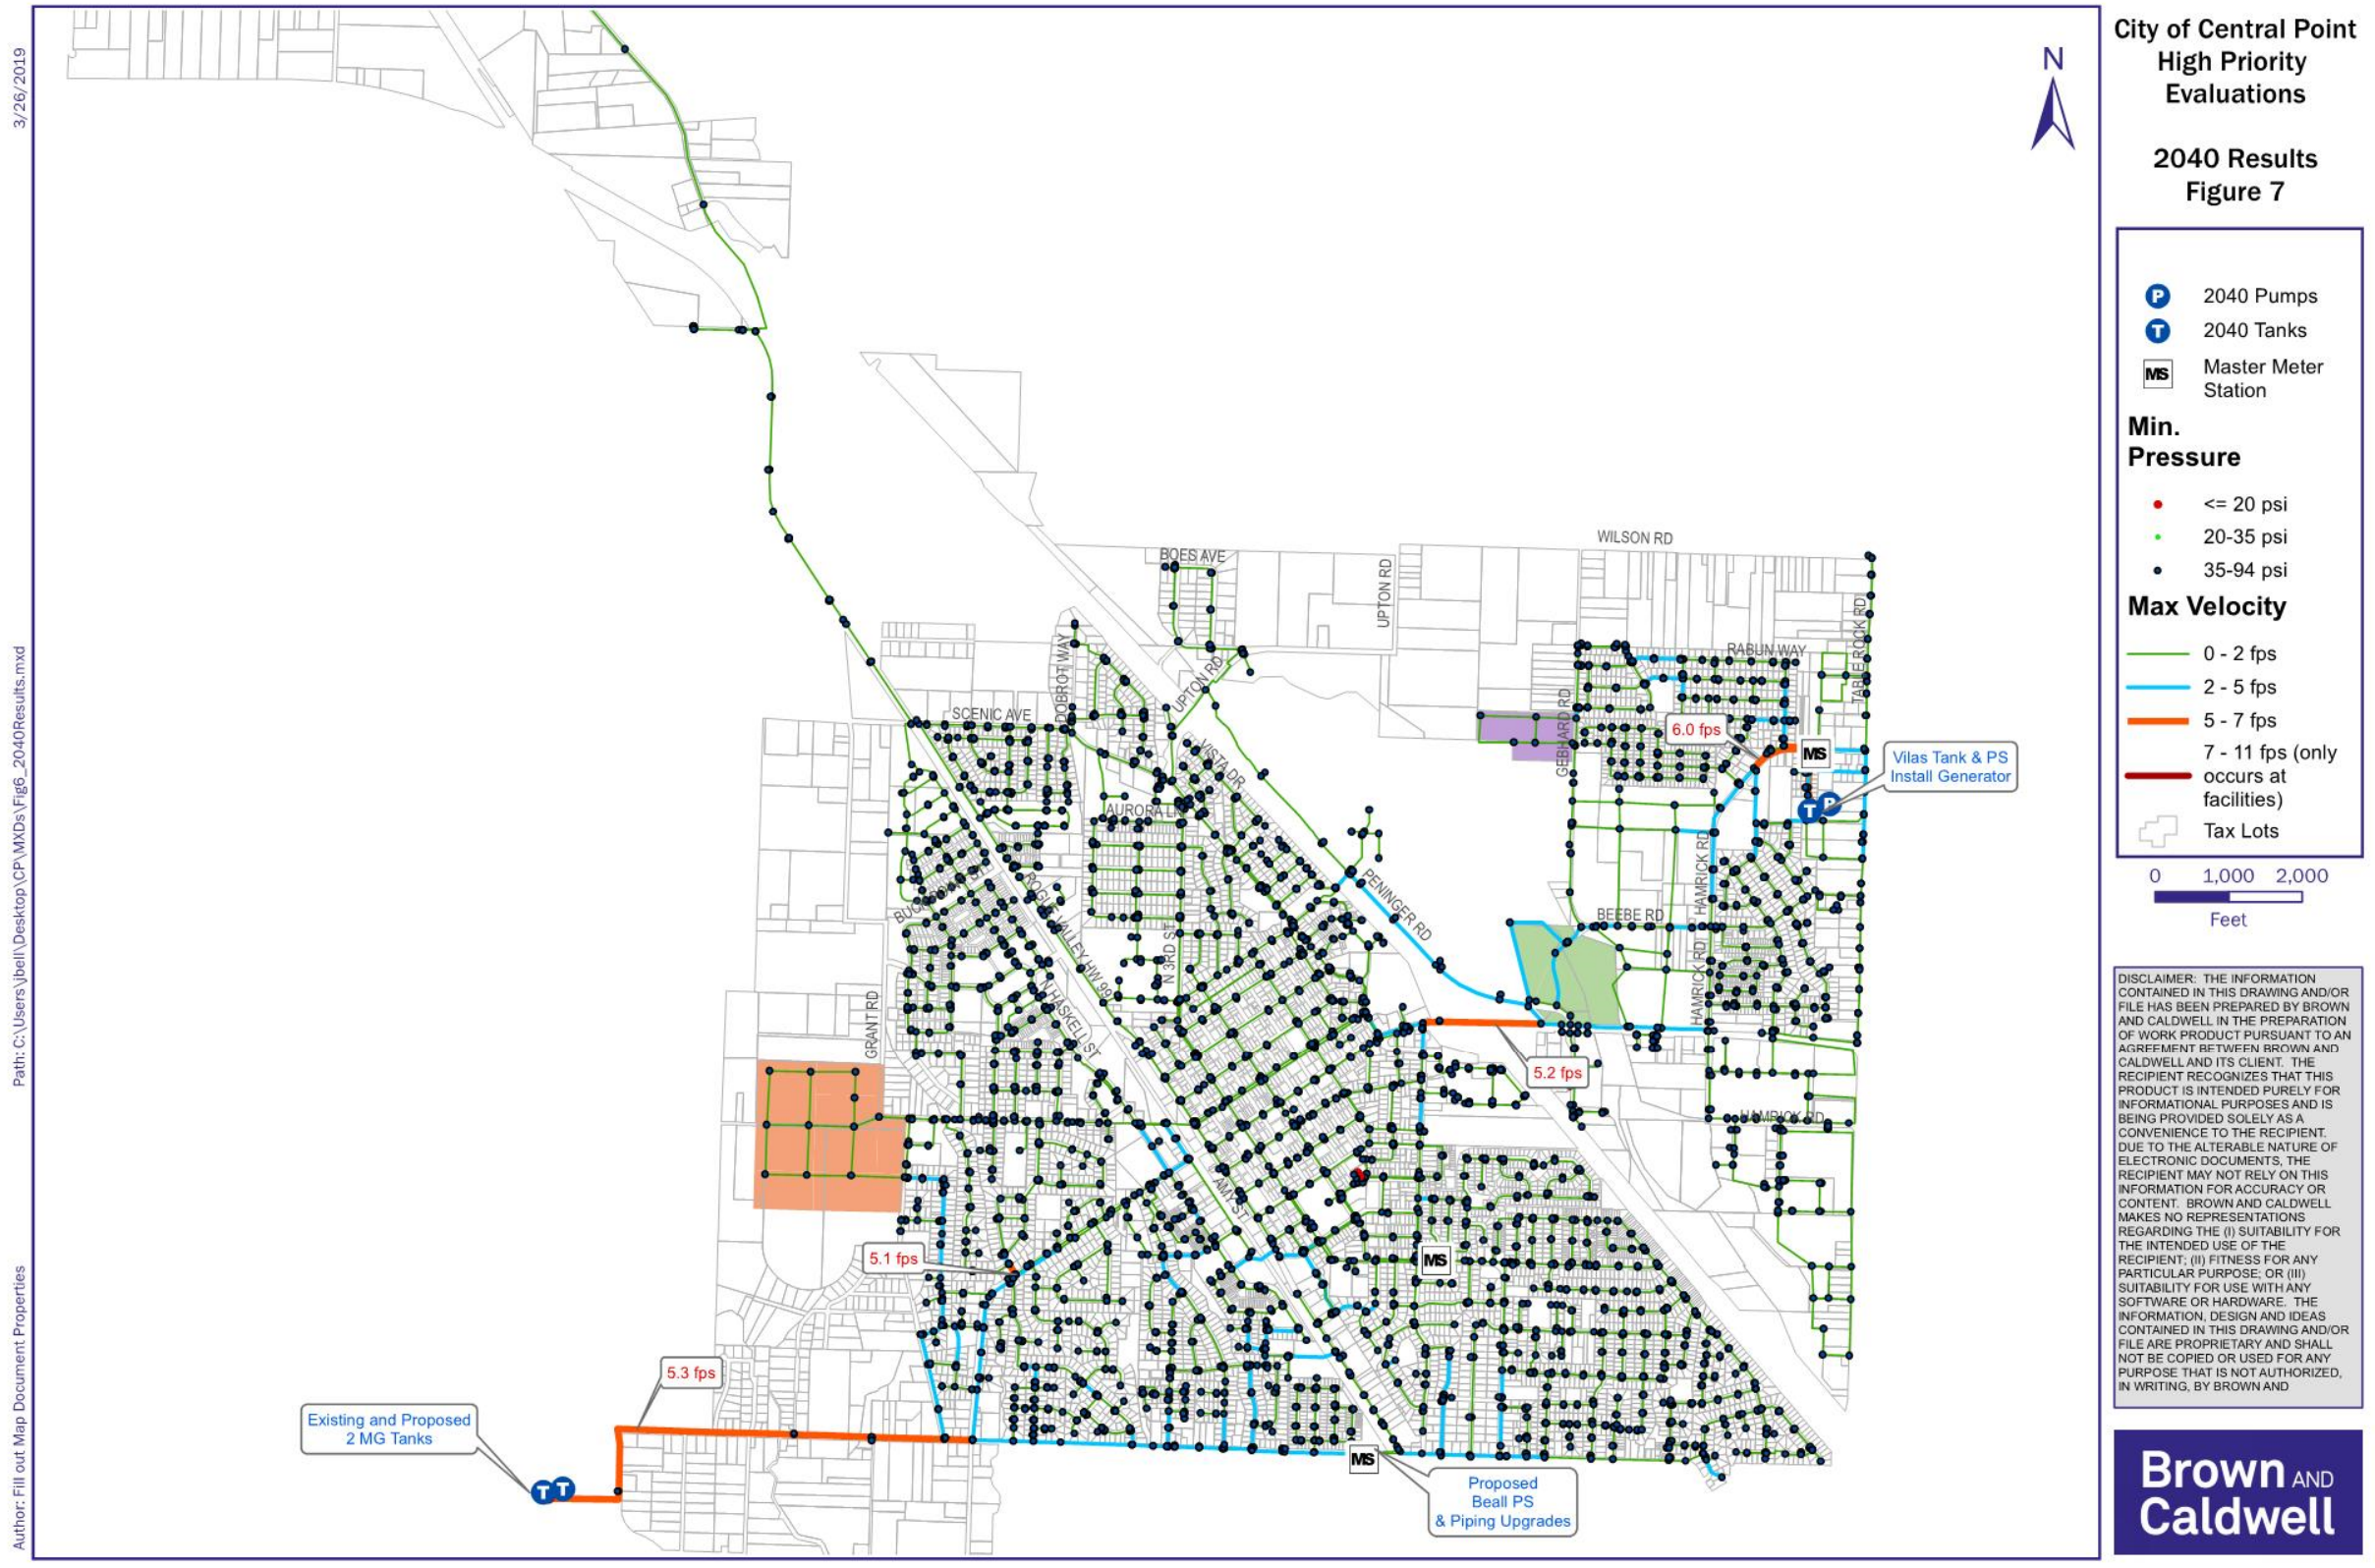 3/26/2019
Path: C:\Users\jbell\Desktop\CP\MXDs\Fig6_2040Results.mxd
Author: Fill out Map Document Properties
N
WILSON RD
BOES AVE
UPTON RD
TABLE ROCK RD
RABUN WAY
DOBROT WAY
UPTON RD
SCENIC AVE
GEBHARD RD
6.0 fps
MS
VISTA DR
Vilas Tank & PS
Install Generator
T
P
AURORA LN
HAMRICK RD
PENINGER RD
ROGUE VALLEY HW 99
BEEBE RD
N 3RD ST
HAMRICK RD
GRANT RD
N HASKELL ST
5.2 fps
HAMRICK RD
AMY ST
5.1 fps
MS
5.3 fps
Existing and Proposed
2 MG Tanks
T T
MS
Proposed
Beall PS
& Piping Upgrades
City of Central Point
High Priority
Evaluations
2040 Results
Figure 7
P 2040 Pumps
T 2040 Tanks
MS Master Meter
Station
Min.
Pressure
<= 20 psi
20-35 psi
35-94 psi
Max Velocity
0 - 2 fps
2 - 5 fps
5 - 7 fps
7 - 11 fps (only
occurs at
facilities)
Tax Lots
0 1,000 2,000
Feet
DISCLAIMER: THE INFORMATION
CONTAINED IN THIS DRAWING AND/OR
FILE HAS BEEN PREPARED BY BROWN
AND CALDWELL IN THE PREPARATION
OF WORK PRODUCT PURSUANT TO AN
AGREEMENT BETWEEN BROWN AND
CALDWELL AND ITS CLIENT. THE
RECIPIENT RECOGNIZES THAT THIS
PRODUCT IS INTENDED PURELY FOR
INFORMATIONAL PURPOSES AND IS
BEING PROVIDED SOLELY AS A
CONVENIENCE TO THE RECIPIENT.
DUE TO THE ALTERABLE NATURE OF
ELECTRONIC DOCUMENTS, THE
RECIPIENT MAY NOT RELY ON THIS
INFORMATION FOR ACCURACY OR
CONTENT. BROWN AND CALDWELL
MAKES NO REPRESENTATIONS
REGARDING THE (I) SUITABILITY FOR
THE INTENDED USE OF THE
RECIPIENT; (II) FITNESS FOR ANY
PARTICULAR PURPOSE; OR (III)
SUITABILITY FOR USE WITH ANY
SOFTWARE OR HARDWARE. THE
INFORMATION, DESIGN AND IDEAS
CONTAINED IN THIS DRAWING AND/OR
FILE ARE PROPRIETARY AND SHALL
NOT BE COPIED OR USED FOR ANY
PURPOSE THAT IS NOT AUTHORIZED,
IN WRITING, BY BROWN AND
Brown AND
Caldwell